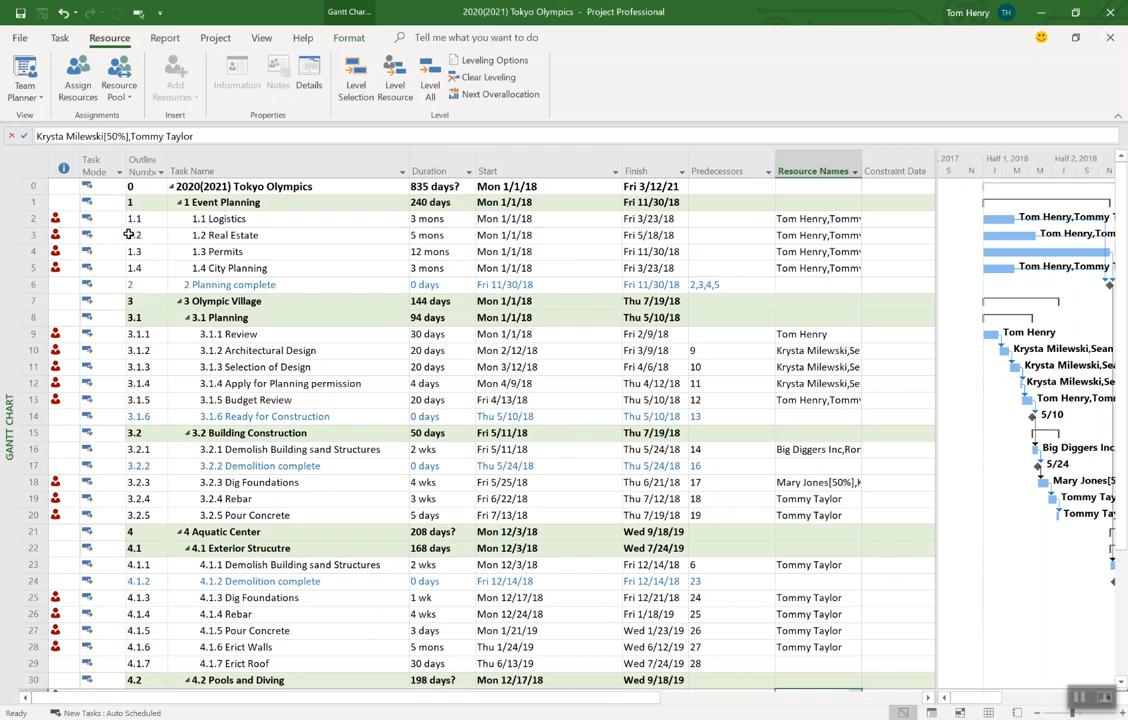 Gantt Char... 2020(2021) Tokyo Olympics - Project Professional Tom Henry TH
File Task Resource Report Project View Help Format Tell me what you want to do
Team Planner Assign Resources Resource Pool Add Resources Information Notes Details Level Selection Level Resource Level All Leveling Options
Clear Leveling
Next Overallocation
View Assignments Insert Properties Level
Krysta Milewski[50%],Tommy Taylor
Task Mode Outline Number Task Name Duration Start Finish Predecessors Resource Names Constraint Date , 2017 Half 1, 2018 Half 2, 2018
S N J M M J S N
0 0 2020(2021) Tokyo Olympics 835 days? Mon 1/1/18 Fri 3/12/21
1 1 1 Event Planning 240 days Mon 1/1/18 Fri 11/30/18
2 1.1 1.1 Logistics 3 mons Mon 1/1/18 Fri 3/23/18 Tom Henry,Tomm Tom Henry,Tommy
3 .2 1.2 Real Estate 5 mons Mon 1/1/18 Fri 5/18/18 Tom Henry,Tomm Tom Henry,Tom
4 1.3 1.3 Permits 12 mons Mon 1/1/18 Fri 11/30/18 Tom Henry,Tomm
5 1.4 1.4 City Planning 3 mons Mon 1/1/18 Fri 3/23/18 Tom Henry,Tomm Tom Henry,Tommy
6 2 2 Planning complete 0 days Fri 11/30/18 Fri 11/30/18 2,3,4,5
7 3 3 Olympic Village 144 days Mon 1/1/18 Thu 7/19/18
8 3.1 3.1 Planning 94 days Mon 1/1/18 Thu 5/10/18
9 3.1.1 3.1.1 Review 30 days Mon 1/1/18 Fri 2/9/18 Tom Henry Tom Henry
10 3.1.2 3.1.2 Architectural Design 20 days Mon 2/12/18 Fri 3/9/18 9 Krysta Milewski,Se Krysta Milewski,Sean
11 3.1.3 3.1.3 Selection of Design 20 days Mon 3/12/18 Fri 4/6/18 10 Krysta Milewski,Se Krysta Milewski,Sea
12 3.1.4 3.1.4 Apply for Planning permission 4 days Mon 4/9/18 Thu 4/12/18 11 Krysta Milewski,Se Krysta Milewski,Sea
13 3.1.5 3.1.5 Budget Review 20 days Fri 4/13/18 Thu 5/10/18 12 Tom Henry,Tomm Tom Henry,Tom
14 3.1.6 3.1.6 Ready for Construction 0 days Thu 5/10/18 Thu 5/10/18 13 5/10
15 3.2 3.2 Building Construction 50 days Fri 5/11/18 Thu 7/19/18
16 3.2.1 3.2.1 Demolish Building sand Structures 2 wks Fri 5/11/18 Thu 5/24/18 14 Big Diggers Inc,Ror Big Diggers Inc
17 3.2.2 3.2.2 Demolition complete 0 days Thu 5/24/18 Thu 5/24/18 16 5/24
18 3.2.3 3.2.3 Dig Foundations 4 wks Fri 5/25/18 Thu 6/21/18 17 Mary Jones[50%],K Mary Jones[5
19 3.2.4 3.2.4 Rebar 3 wks Fri 6/22/18 Thu 7/12/18 18 Tommy Taylor Tommy Tay
20 3.2.5 3.2.5 Pour Concrete 5 days Fri 7/13/18 Thu 7/19/18 19 Tommy Taylor Tommy Ta
21 4 4 Aquatic Center 208 days? Mon 12/3/18 Wed 9/18/19
22 4.1 4.1 Exterior Strucutre 168 days Mon 12/3/18 Wed 7/24/19
23 4.1.1 4.1.1 Demolish Building sand Structures 2 wks Mon 12/3/18 Fri 12/14/18 6 Tommy Taylor
24 4.1.2 4.1.2 Demolition complete 0 days Fri 12/14/18 Fri 12/14/18 23
25 4.1.3 4.1.3 Dig Foundations 1 wk Mon 12/17/18 Fri 12/21/18 24 Tommy Taylor
26 4.1.4 4.1.4 Rebar 4 wks Mon 12/24/18 Fri 1/18/19 25 Tommy Taylor
27 4.1.5 4.1.5 Pour Concrete 3 days Mon 1/21/19 Wed 1/23/19 26 Tommy Taylor
28 4.1.6 4.1.6 Erict Walls 5 mons Thu 1/24/19 Wed 6/12/19 27 Tommy Taylor
29 4.1.7 4.1.7 Erict Roof 30 days Thu 6/13/19 Wed 7/24/19 28
30 4.2 4.2 Pools and Diving 198 days? Mon 12/17/18 Wed 9/18/19
GANTT CHART
Ready New Tasks : Auto Scheduled